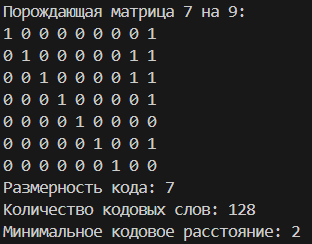 Порождающая матрица 7 на 9:
1 0 0 0 0 0 0 0 1
0 1 0 0 0 0 0 1 1
0 0 1 0 0 0 0 1 1
0 0 0 1 0 0 0 0 1
0 0 0 0 1 0 0 0 0
0 0 0 0 0 1 0 0 1
0 0 0 0 0 0 1 0 0
Размерность кода: 7
Количество кодовых слов: 128
Минимальное кодовое расстояние: 2